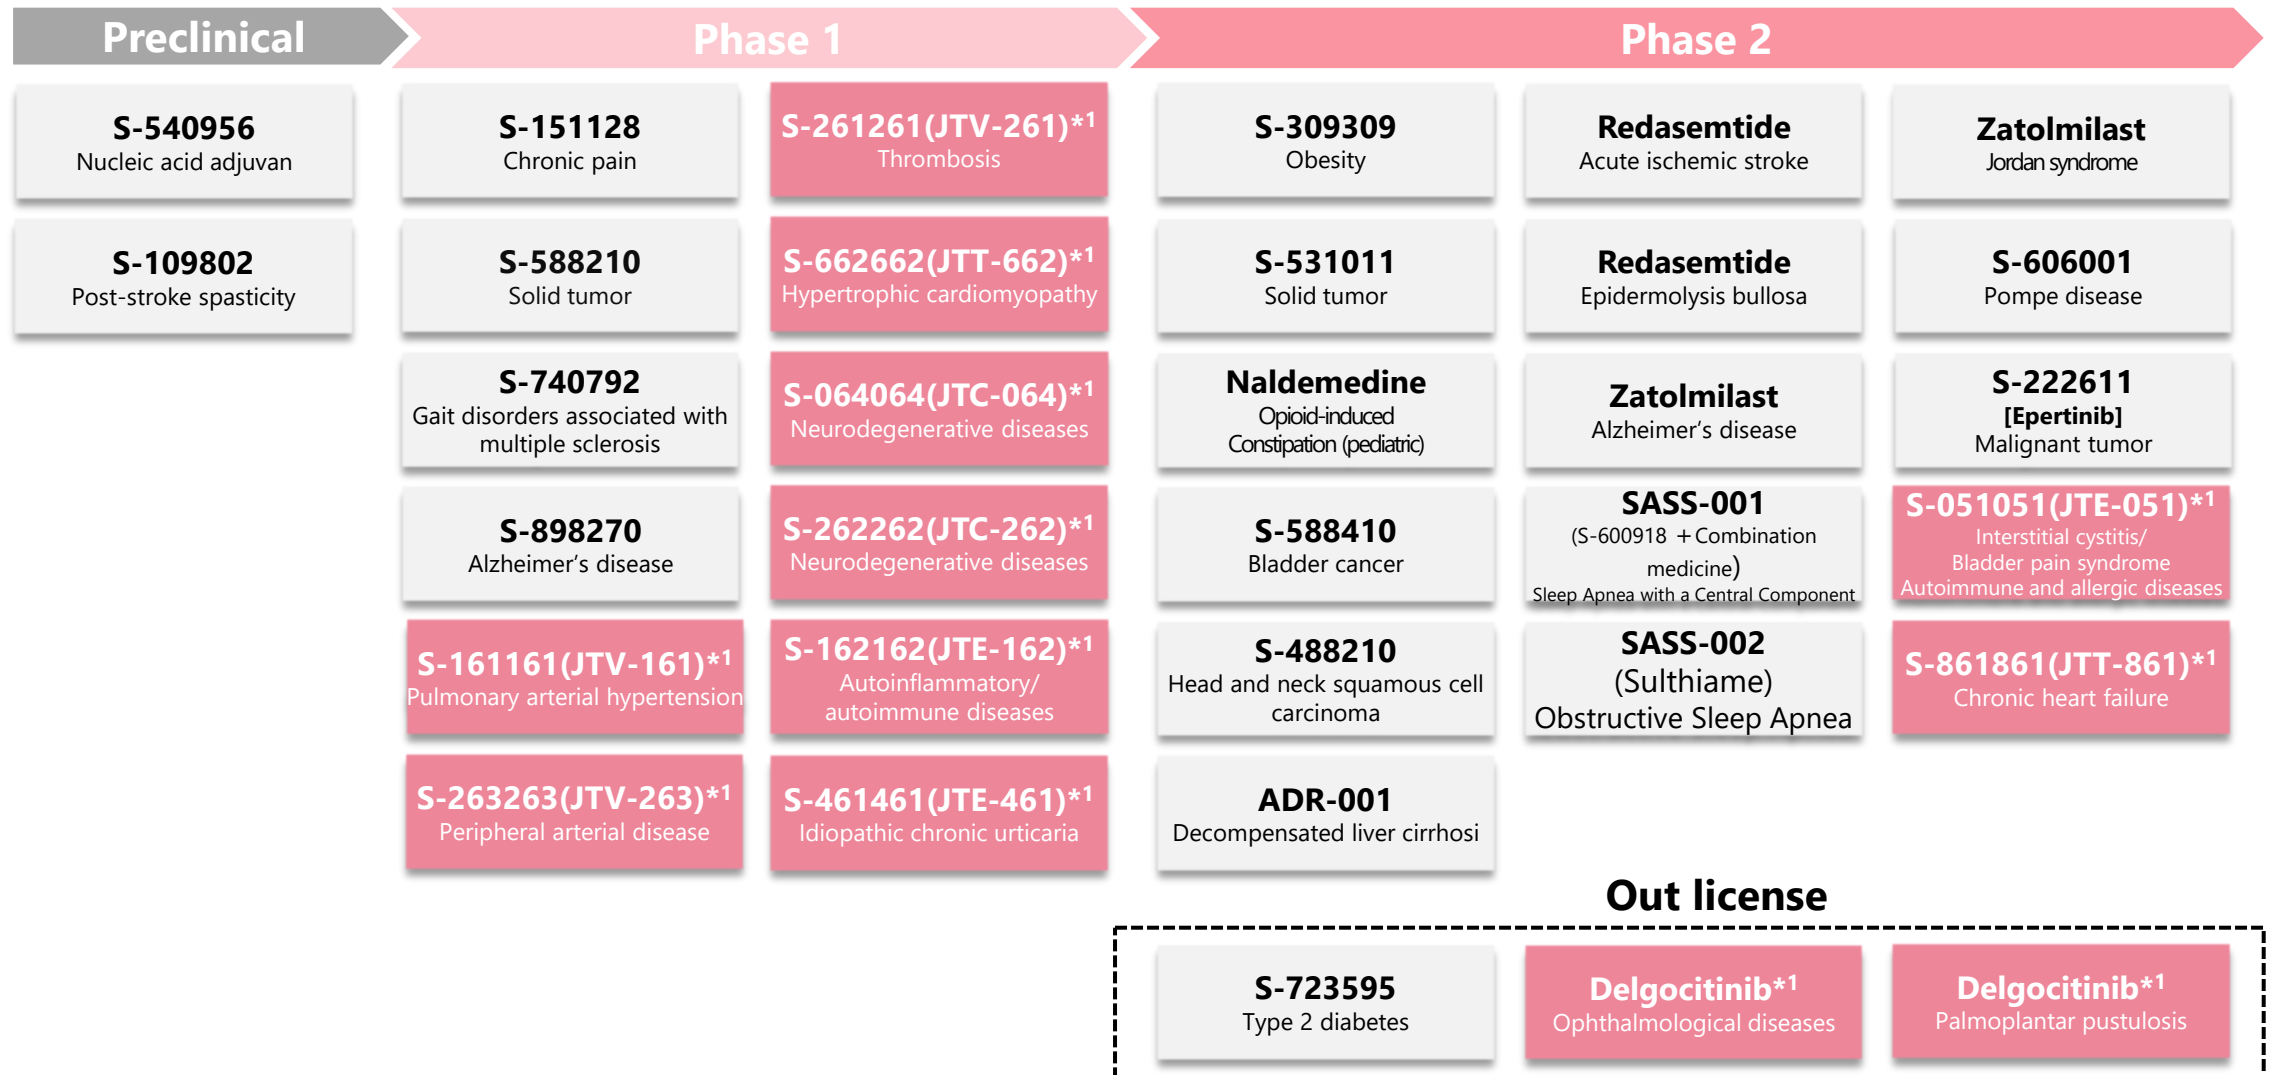 Preclinical
Phase 1
Phase 2
S-540956
Nucleic acid adjuvan
S-109802
Post-stroke spasticity
S-151128
Chronic pain
S-588210
Solid tumor
S-740792
Gait disorders associated with
multiple sclerosis
S-898270
Alzheimer’s disease
S-161161(JTV-161)*1
Pulmonary arterial hypertension
S-263263(JTV-263)*1
Peripheral arterial disease
S-261261(JTV-261)*1
Thrombosis
S-662662(JTT-662)*1
Hypertrophic cardiomyopathy
S-064064(JTC-064)*1
Neurodegenerative diseases
S-262262(JTC-262)*1
Neurodegenerative diseases
S-162162(JTE-162)*1
Autoinflammatory/
autoimmune diseases
S-461461(JTE-461)*1
Idiopathic chronic urticaria
S-309309
Obesity
S-531011
Solid tumor
Naldemedine
Opioid-induced
Constipation (pediatric)
S-588410
Bladder cancer
S-488210
Head and neck squamous cell
carcinoma
ADR-001
Decompensated liver cirrhosi
Redasemtide
Acute ischemic stroke
Redasemtide
Epidermolysis bullosa
Zatolmilast
Alzheimer’s disease
SASS-001
(S-600918 +Combination
medicine)
Sleep Apnea with a Central Component
SASS-002
(Sulthiame)
Obstructive Sleep Apnea
Zatolmilast
Jordan syndrome
S-606001
Pompe disease
S-222611
[Epertinib]
Malignant tumor
S-051051(JTE-051)*1
Interstitial cystitis/
Bladder pain syndrome
Autoimmune and allergic diseases
S-861861(JTT-861)*1
Chronic heart failure
Out license
S-723595
Type 2 diabetes
Delgocitinib*1
Ophthalmological diseases
Delgocitinib*1
Palmoplantar pustulosis